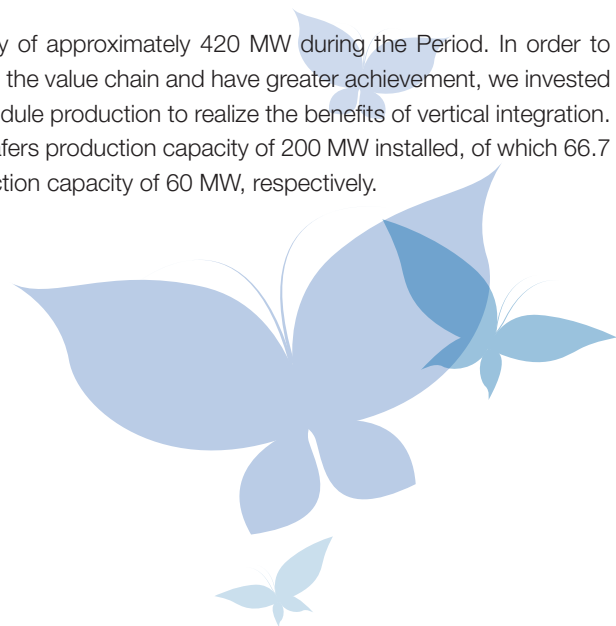 y of approximately 420 MW during the Period. In order to
the value chain and have greater achievement, we invested
dule production to realize the benefits of vertical integration.
afers production capacity of 200 MW installed, of which 66.7
ction capacity of 60 MW, respectively.